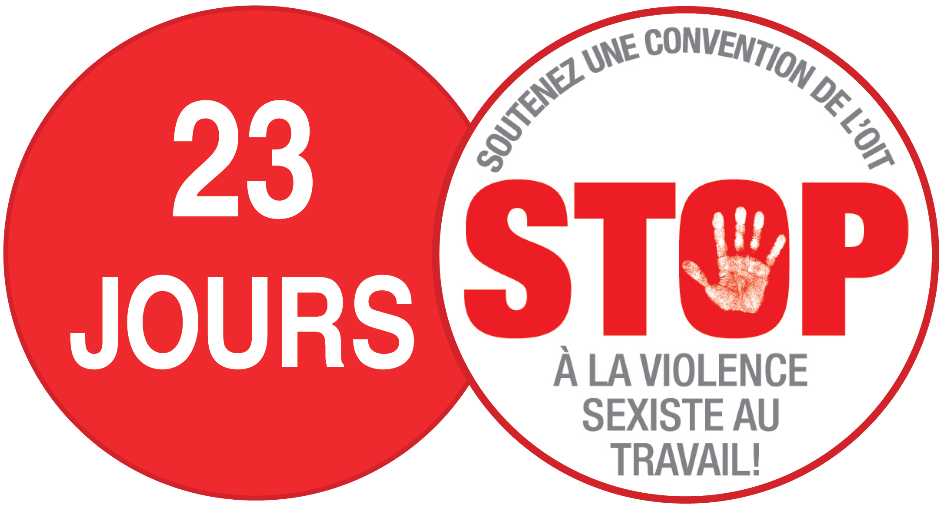 23
JOURS
SOUTENEZ UNE CONVENTION DE L'OIT
STOP
À LA VIOLENCE
SEXISTE AU
TRAVAIL!